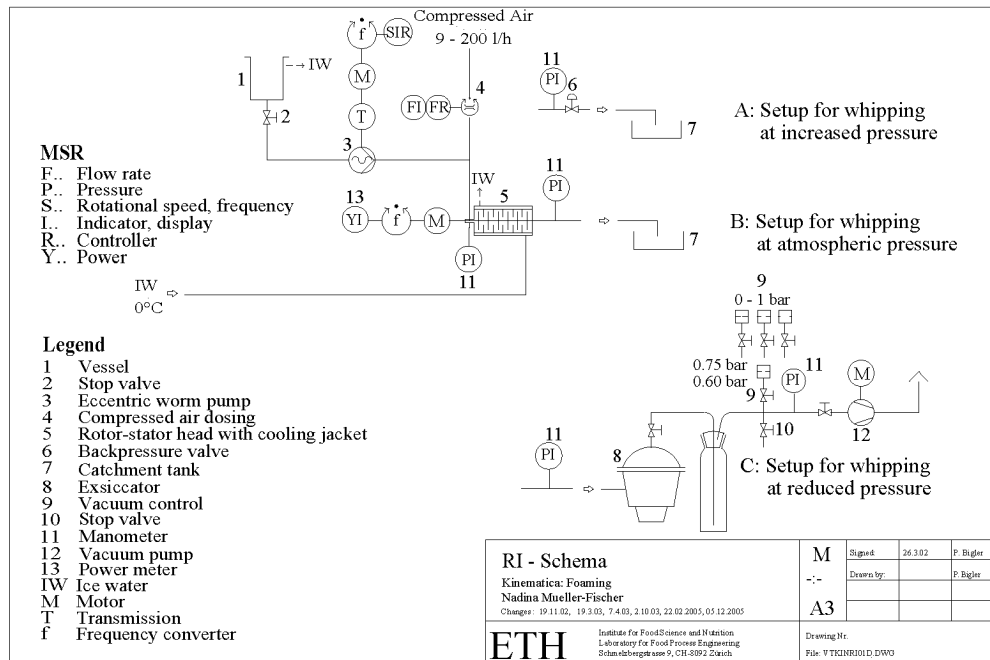 Compressed Air
9 - 200 l/h
f
SIR
IW
1
M
4
FI
FR
2
T
3
11
PI
6
7
A: Setup for whipping
at increased pressure
MSR
F.. Flow rate
P.. Pressure
S.. Rotational speed, frequency
I.. Indicator, display
R.. Controller
Y.. Power
IW
5
11
PI
13
YI
f
M
7
B: Setup for whipping
at atmospheric pressure
PI
11
IW
0°C
9
0 - 1 bar
0.75 bar
0.60 bar
9
11
PI
M
10
12
11
PI
8
C: Setup for whipping
at reduced pressure
Legend
1 Vessel
2 Stop valve
3 Eccentric worm pump
4 Compressed air dosing
5 Rotor-stator head with cooling jacket
6 Backpressure valve
7 Catchment tank
8 Exsiccator
9 Vacuum control
10 Stop valve
11 Manometer
12 Vacuum pump
13 Power meter
IW Ice water
M Motor
T Transmission
f Frequency converter
RI - Schema
Kinematica: Foaming
Nadina Mueller-Fischer
Changes: 19.11.02, 19.3.03, 7.4.03, 2.10.03, 22.02.2005, 05.12.2005
M
-:-
A3
Signed: 26.3.02 P. Bigler
Drawn by: P.Bigler
ETH
Institute for Food Science and Nutrition
Laboratory for Food Process Engineering
Schmelzbergstrasse 9, CH-8092 Zürich
Drawing Nr.
File: VTKINRI01D.DWG